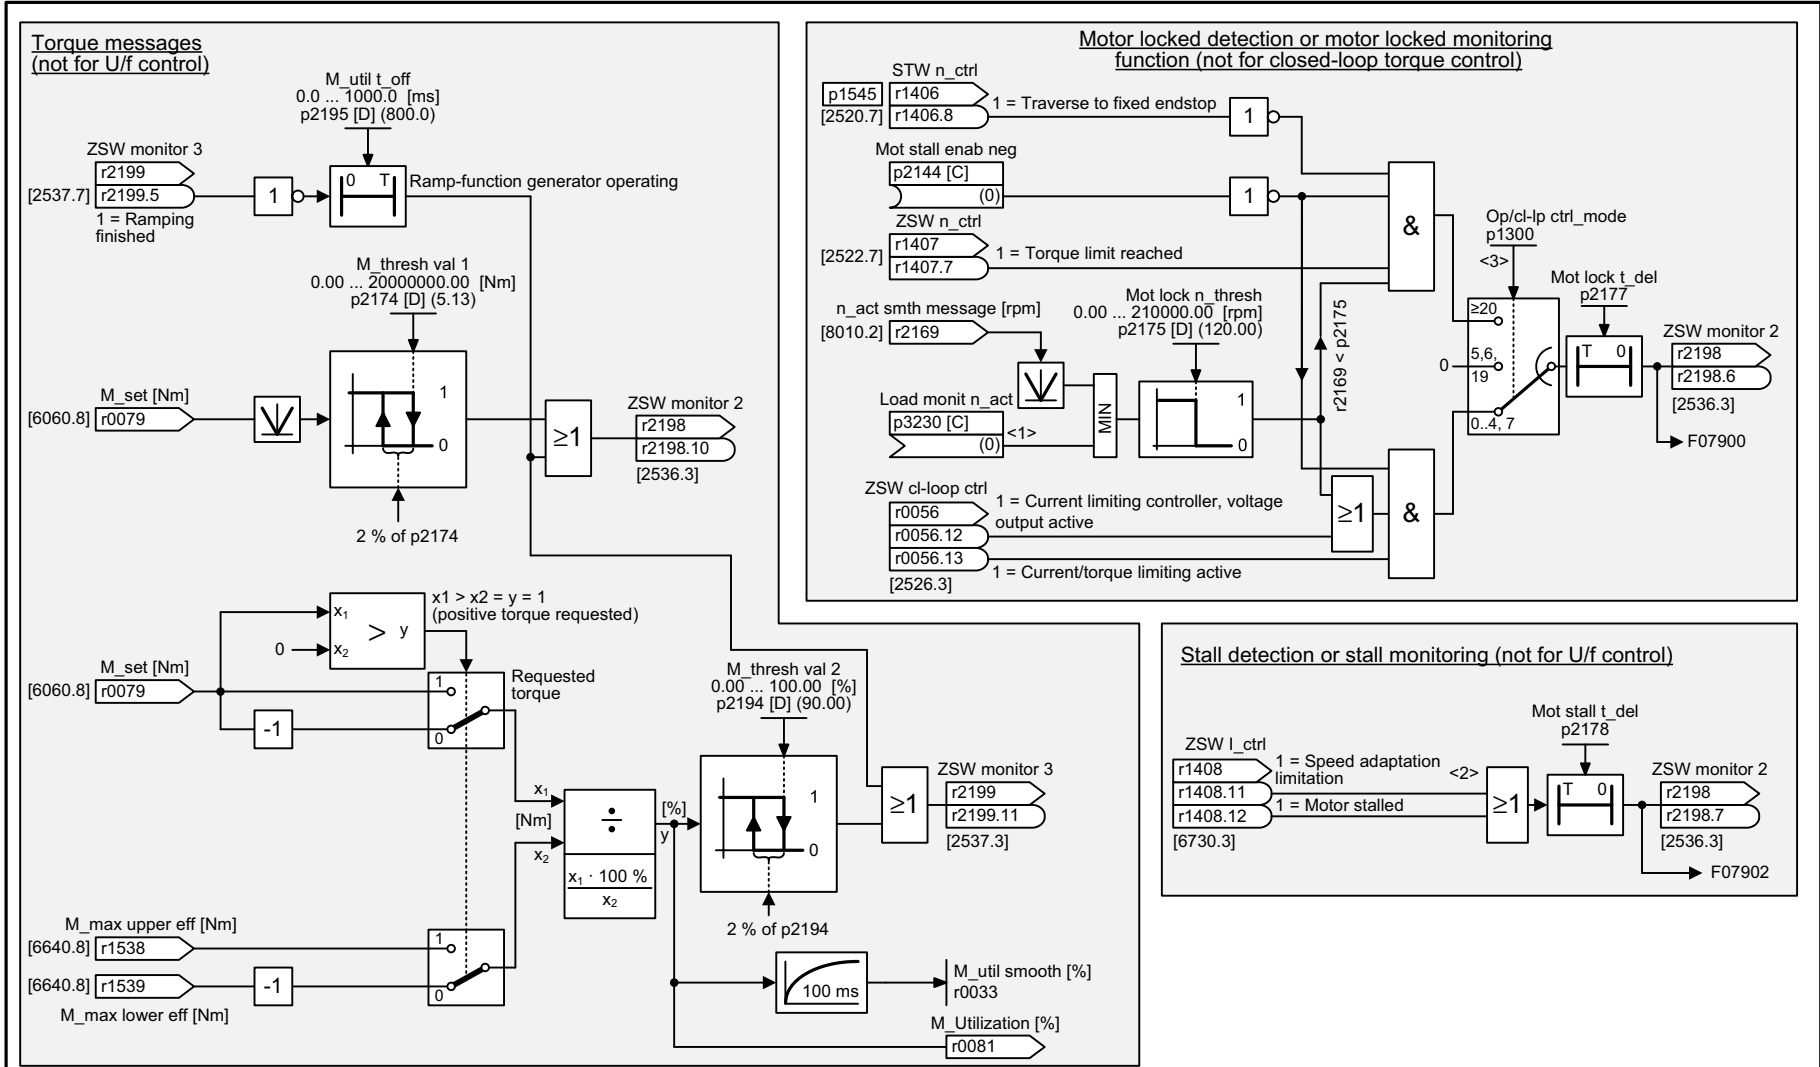 Torque messages
(not for U/f control)
M_util t_off
0.0 ... 1000.0 [ms]
p2195 [D] (800.0)
ZSW monitor 3
r2199
[2537.7]
r2199.5
1 = Ramping
finished
1
0 T
Ramp-function generator operating
M_thresh val 1
0.00 ... 20000000.00 [Nm]
p2174 [D] (5.13)
M_set [Nm]
[6060.8]
r0079
1
0
2 % of p2174
≥1
ZSW monitor 2
r2198
r2198.10
[2536.3]
x1 > x2 = y = 1
(positive torque requested)
x1
> y
0
x2
M_set [Nm]
[6060.8]
r0079
-1
1
0
Requested
torque
M_thresh val 2
0.00 ... 100.00 [%]
p2194 [D] (90.00)
x1
[Nm]
x2
÷
x1 · 100 %
x2
[%]
y
1
0
2 % of p2194
≥1
ZSW monitor 3
r2199
r2199.11
[2537.3]
M_max upper eff [Nm]
[6640.8]
r1538
[6640.8]
r1539
M_max lower eff [Nm]
-1
1
0
100 ms
M_util smooth [%]
r0033
M_Utilization [%]
r0081
Motor locked detection or motor locked monitoring
function (not for closed-loop torque control)
STW n_ctrl
p1545
r1406
[2520.7]
r1406.8
1 = Traverse to fixed endstop
1
Mot stall enab neg
p2144 [C]
(0)
1
ZSW n_ctrl
r1407
[2522.7]
r1407.7
1 = Torque limit reached
&
n_act smth message [rpm]
[8010.2]
r2169
Mot lock n_thresh
0.00 ... 210000.00 [rpm]
p2175 [D] (120.00)
r2169 < p2175
Load monit n_act
p3230 [C]
(0)
<1>
MIN
1
0
ZSW cl-loop ctrl
r0056
r0056.12
r0056.13
[2526.3]
1 = Current limiting controller, voltage
output active
1 = Current/torque limiting active
≥1
&
Op/cl-lp ctrl_mode
p1300
<3>
≥20
0
5,6,
19
0..4, 7
Mot lock t_del
p2177
T 0
ZSW monitor 2
r2198
r2198.6
[2536.3]
F07900
Stall detection or stall monitoring (not for U/f control)
Mot stall t_del
p2178
ZSW l_ctrl
r1408
r1408.11
r1408.12
[6730.3]
1 = Speed adaptation
limitation
<2>
1 = Motor stalled
≥1
T 0
ZSW monitor 2
r2198
r2198.7
[2536.3]
F07902